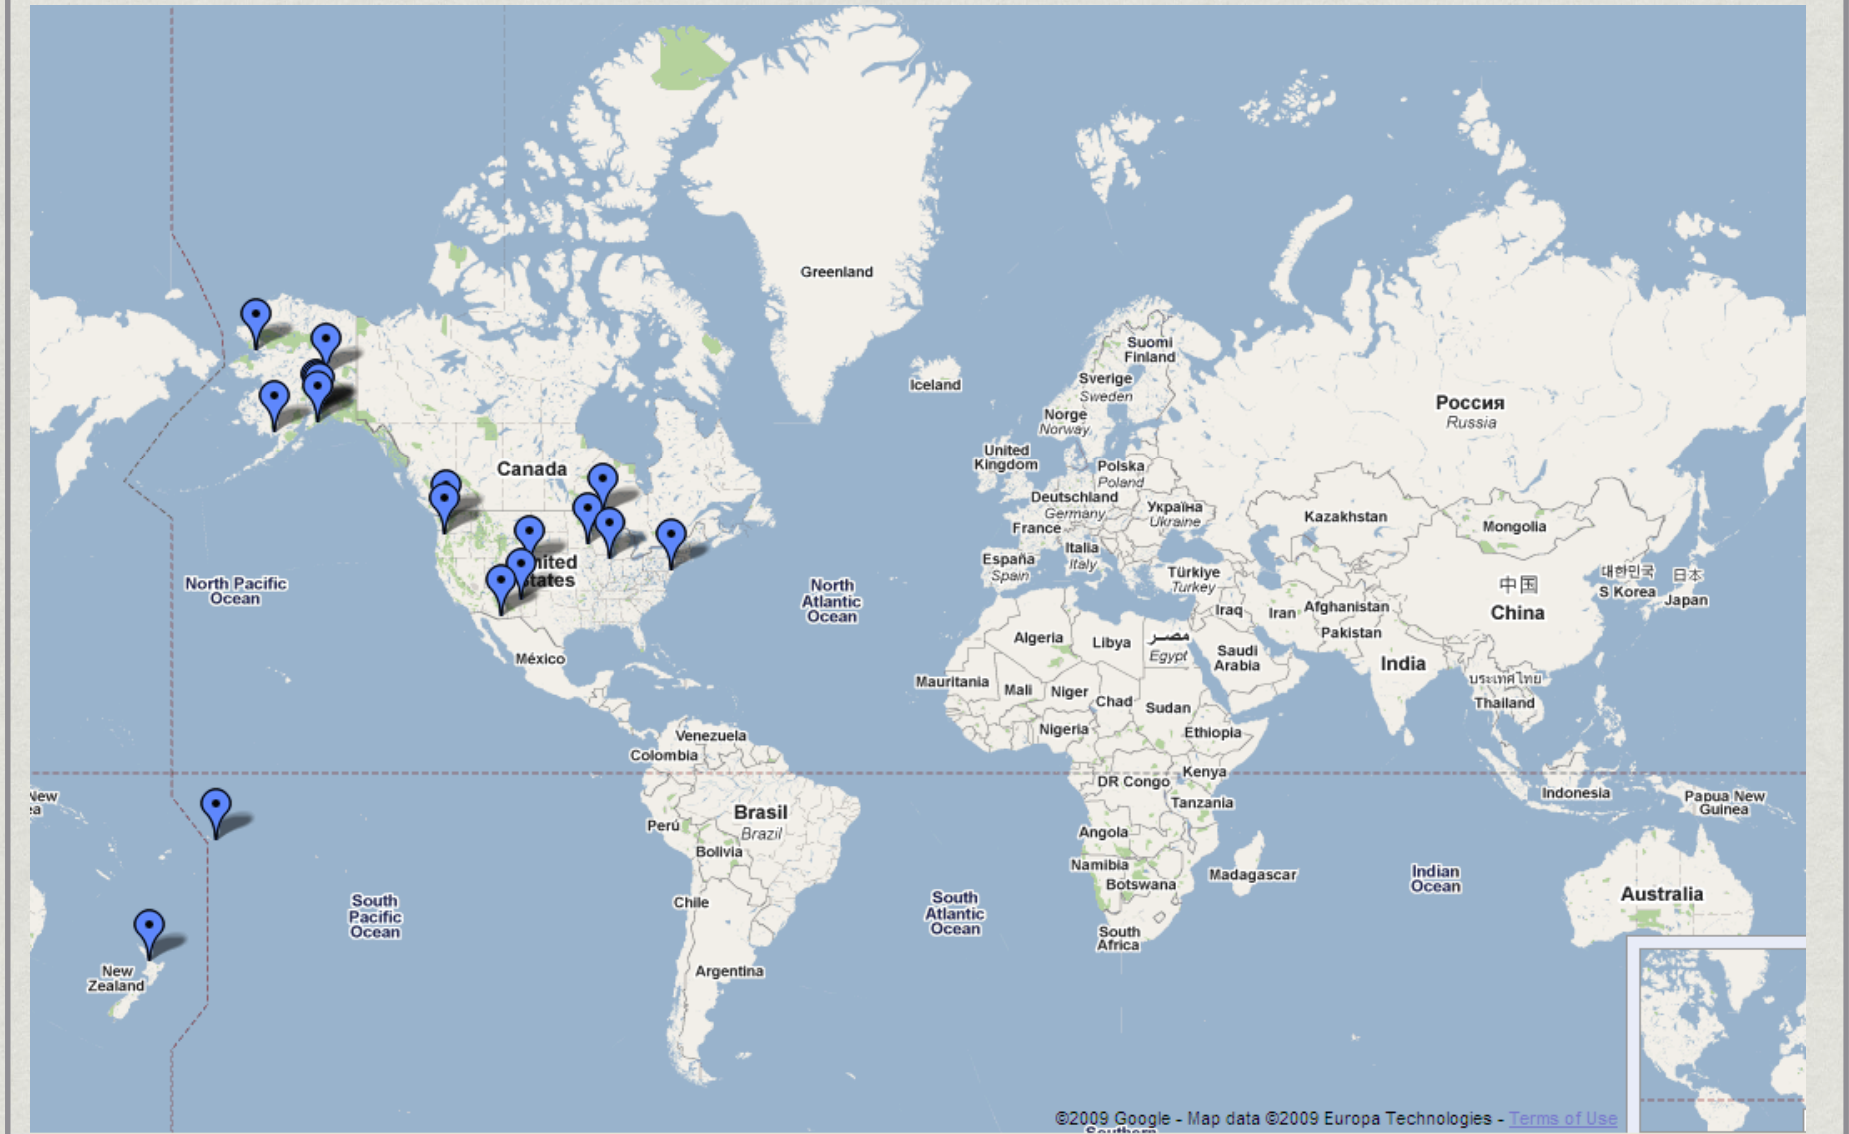 Greenland
Iceland
Suomi
Finland
Sverige
Sweden
Norge
Norway
Россия
Russia
Canada
United
Kingdom
Polska
Poland
Deutschland
Germany
Україна
Ukraine
France
Kazakhstan
Mongolia
España
Spain
Italia
Italy
Türkiye
Turkey
中国
China
대한민국
S Korea
日本
Japan
North Pacific
Ocean
North
Atlantic
Ocean
Iraq
Iran
Afghanistan
Pakistan
Algeria
Libya
مصر
Egypt
Saudi
Arabia
India
México
Mauritania
Mali
Niger
Chad
Sudan
ประเทศไทย
Thailand
Nigeria
Ethiopia
Venezuela
Colombia
DR Congo
Kenya
Tanzania
Indonesia
Papua New
Guinea
New
Brasil
Brazil
Perú
Bolivia
Angola
Namibia
Botswana
Madagascar
Indian
Ocean
Australia
Chile
South
Pacific
Ocean
South
Atlantic
Ocean
South
Africa
Argentina
New
Zealand
©2009 Google - Map data ©2009 Europa Technologies - Terms of Use